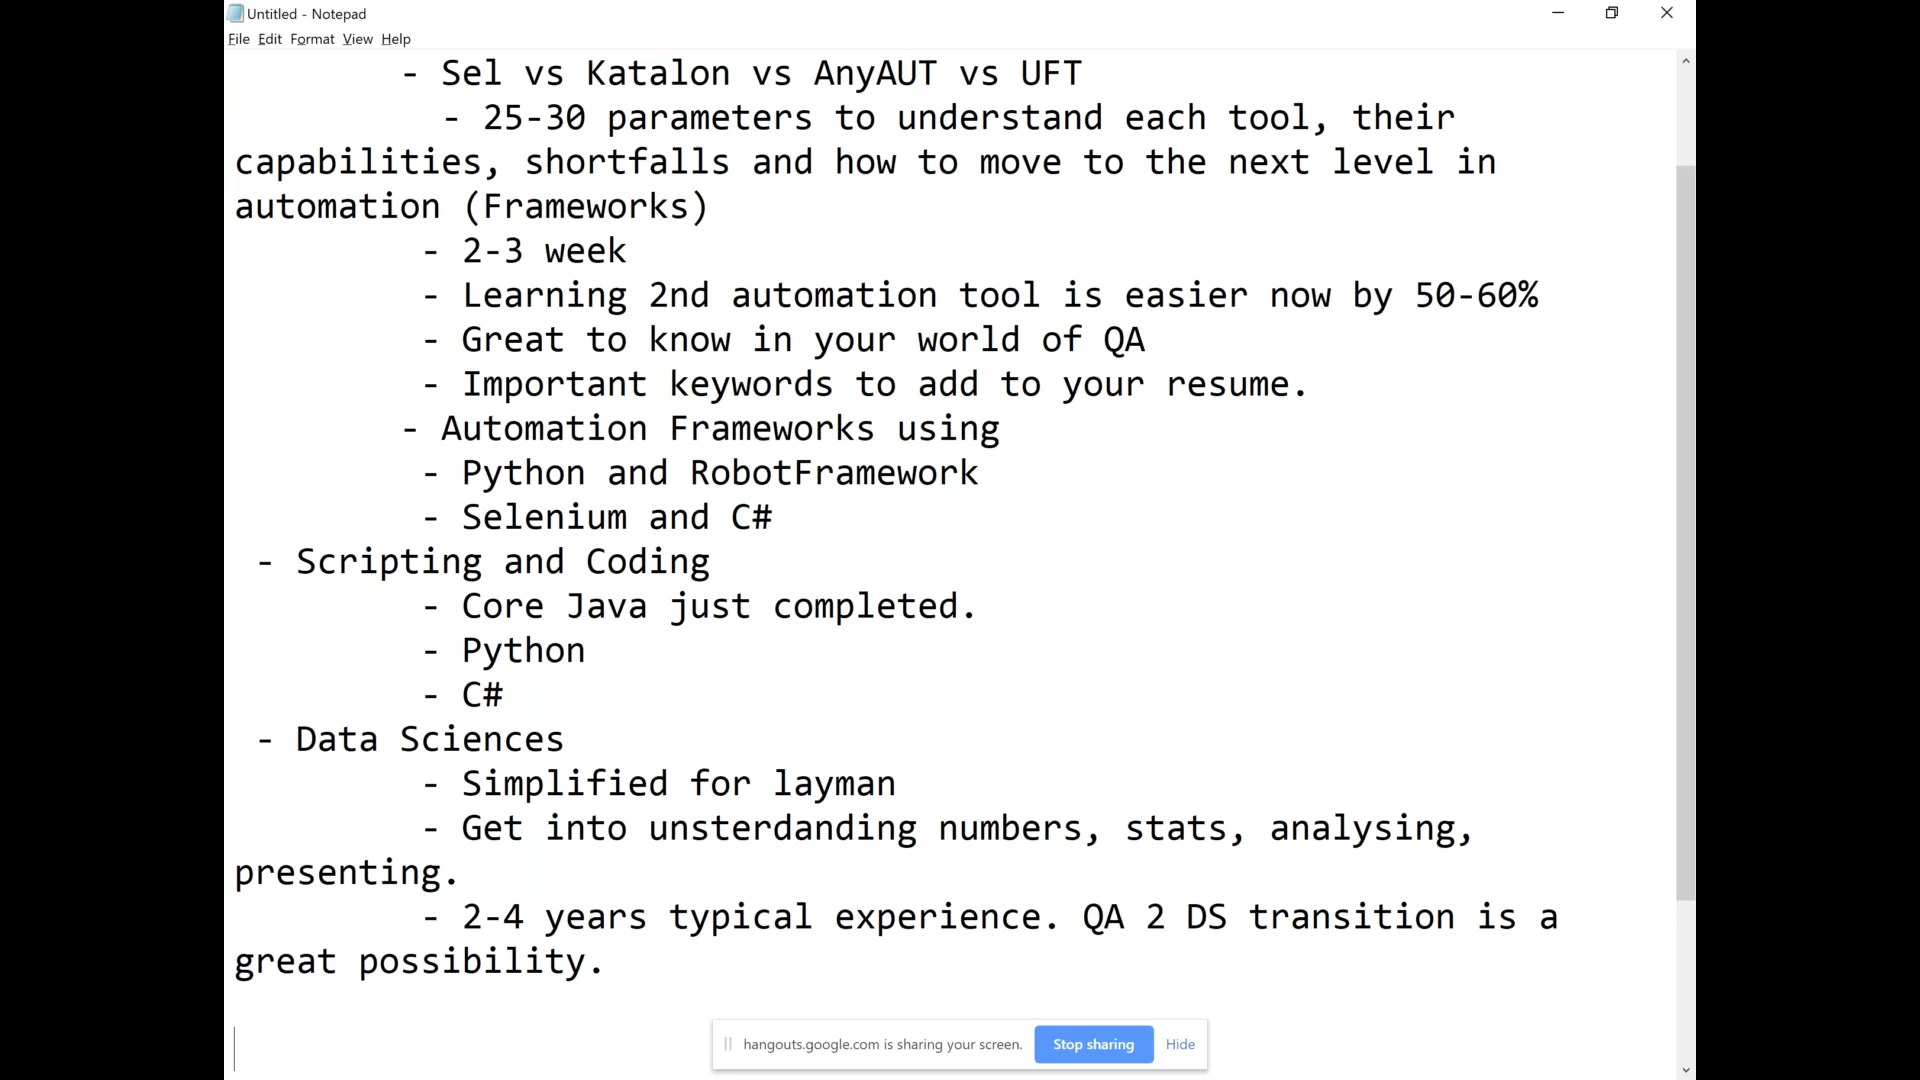 Untitled - Notepad
File Edit Format View Help
- Sel vs Katalon vs AnyAUT vs UFT
- 25-30 parameters to understand each tool, their
capabilities, shortfalls and how to move to the next level in
automation (Frameworks)
- 2-3 week
- Learning 2nd automation tool is easier now by 50-60%
- Great to know in your world of QA
- Important keywords to add to your resume.
- Automation Frameworks using
- Python and RobotFramework
- Selenium and C#
- Scripting and Coding
- Core Java just completed.
- Python
- C#
- Data Sciences
- Simplified for layman
- Get into unsterdanding numbers, stats, analysing,
presenting.
- 2-4 years typical experience. QA 2 DS transition is a
great possibility.
hangouts.google.com is sharing your screen. Stop sharing Hide